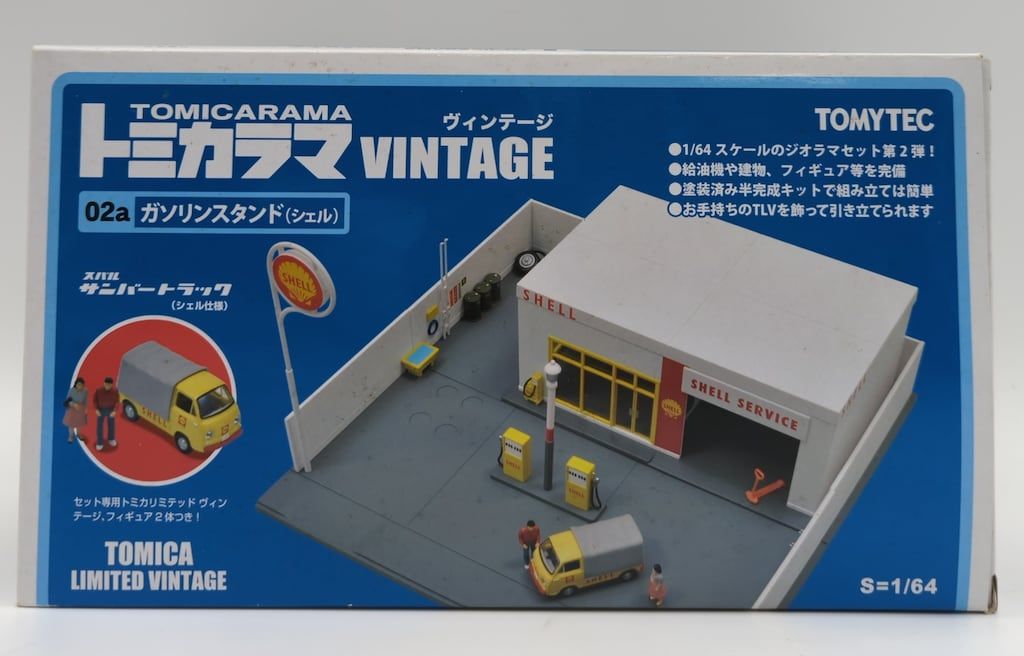 TOMICARAMA
トミカラマ VINTAGE
ヴィンテージ
TOMYTEC
02a ガソリンスタンド(シェル)
●1/64 スケールのジオラマセット第2弾!
●給油機や建物、フィギュア等を完備
●塗装済み半完成キットで組み立ては簡単
●お手持ちのTLVを飾って引き立てられます
スバル
サンバートラック
(シェル仕様)
SHELL
SHELL
SHELL
SHELL SERVICE
SHELL
SHELL
SHELL
SHELL
セット専用トミカリミテッド ヴィン
テージ、フィギュア2体つき!
TOMICA
LIMITED VINTAGE
S=1/64